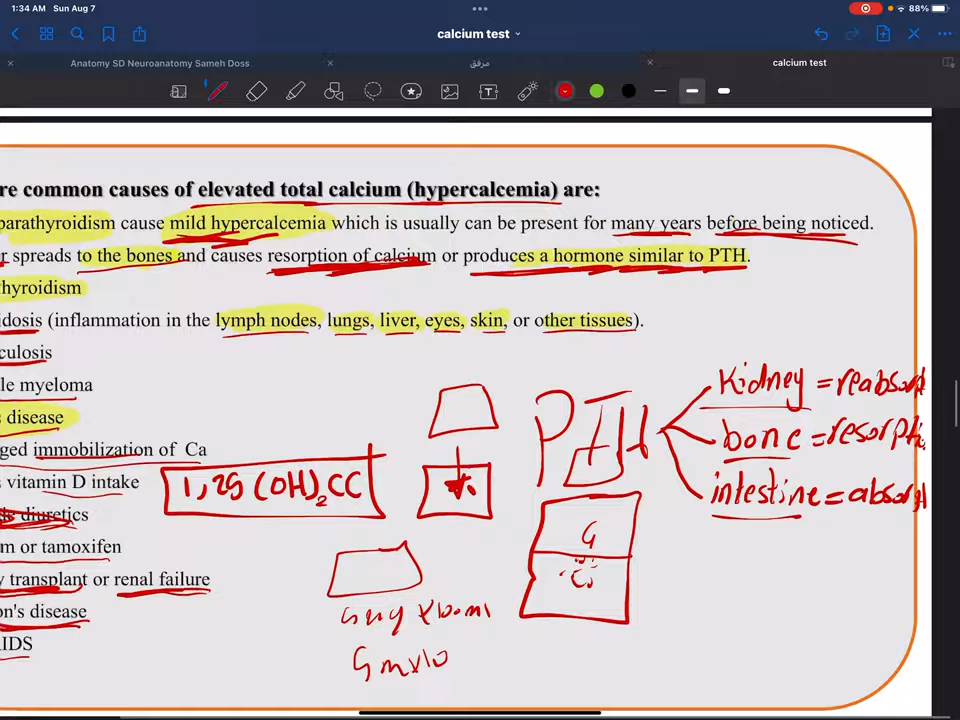 1:34 AM Sun Aug 7
88%
calcium test
Anatomy SD Neuroanatomy Sameh Doss
مرفق
calcium test
re common causes of elevated total calcium (hypercalcemia) are:
parathyroidism cause mild hypercalcemia which is usually can be present for many years before being noticed.
r spreads to the bones and causes resorption of calcium or produces a hormone similar to PTH.
hyroidism
idosis (inflammation in the lymph nodes, lungs, liver, eyes, skin, or other tissues).
culosis
le myeloma
s disease
ged immobilization of Ca
s vitamin D intake
diuretics
m or tamoxifen
y transplant or renal failure
on's disease
IDS
PTH
Kidney = reabsor
bone = resorpti
intestine = absor
1,25 (OH)2 CC